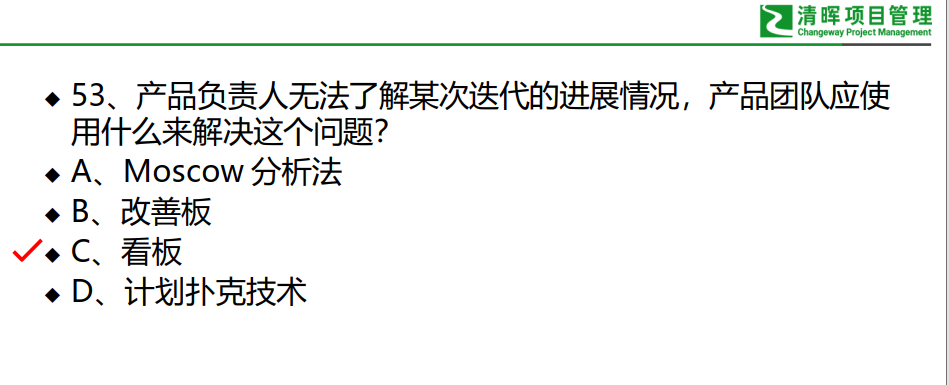 清晖项目管理
Changeway Project Management
53、产品负责人无法了解某次迭代的进展情况，产品团队应使
用什么来解决这个问题？
A、Moscow 分析法
B、改善板
C、看板
D、计划扑克技术